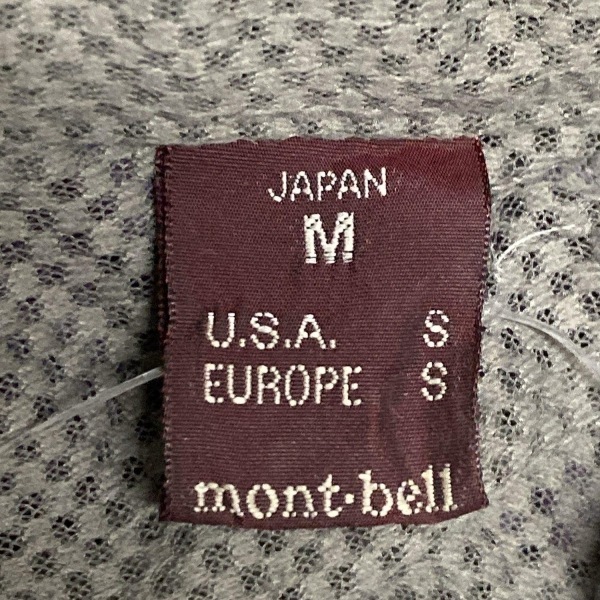 JAPAN
M
U.S.A. S
EUROPE S
mont·bell